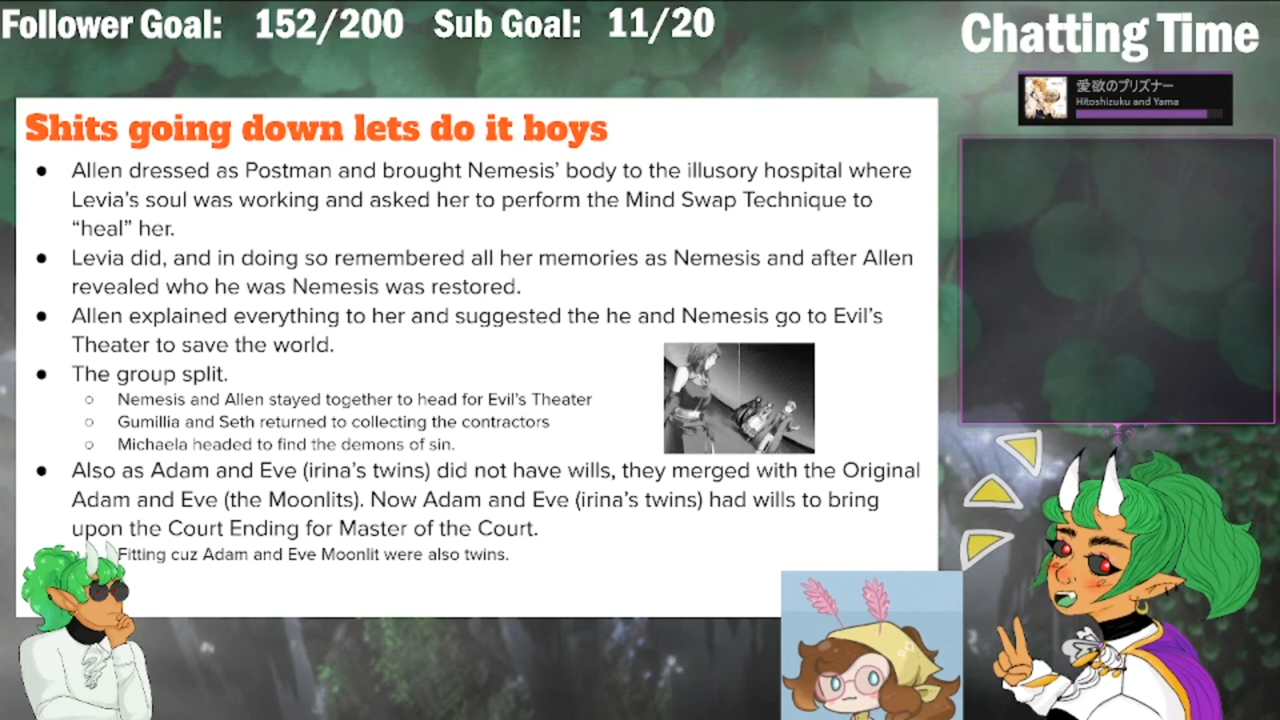 Follower Goal: 152/200 Sub Goal: 11/20
Chatting Time
愛欲のプリズナー
Hitoshizuku and Yama
Shits going down lets do it boys
Allen dressed as Postman and brought Nemesis' body to the illusory hospital where
Levia's soul was working and asked her to perform the Mind Swap Technique to
“heal” her.
Levia did, and in doing so remembered all her memories as Nemesis and after Allen
revealed who he was Nemesis was restored.
Allen explained everything to her and suggested the he and Nemesis go to Evil's
Theater to save the world.
The group split.
Nemesis and Allen stayed together to head for Evil's Theater
Gumillia and Seth returned to collecting the contractors
Michaela headed to find the demons of sin.
Also as Adam and Eve (irina's twins) did not have wills, they merged with the Original
Adam and Eve (the Moonlits). Now Adam and Eve (irina's twins) had wills to bring
upon the Court Ending for Master of the Court.
Fitting cuz Adam and Eve Moonlit were also twins.